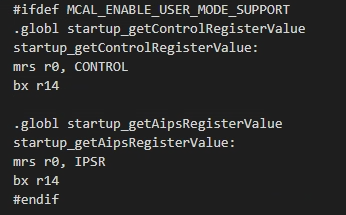 #ifdef MCAL_ENABLE_USER_MODE_SUPPORT
.globl startup_getControlRegisterValue
startup_getControlRegisterValue:
mrs r0, CONTROL
bx r14

.globl startup_getAipsRegisterValue
startup_getAipsRegisterValue:
mrs r0, IPSR
bx r14
#endif